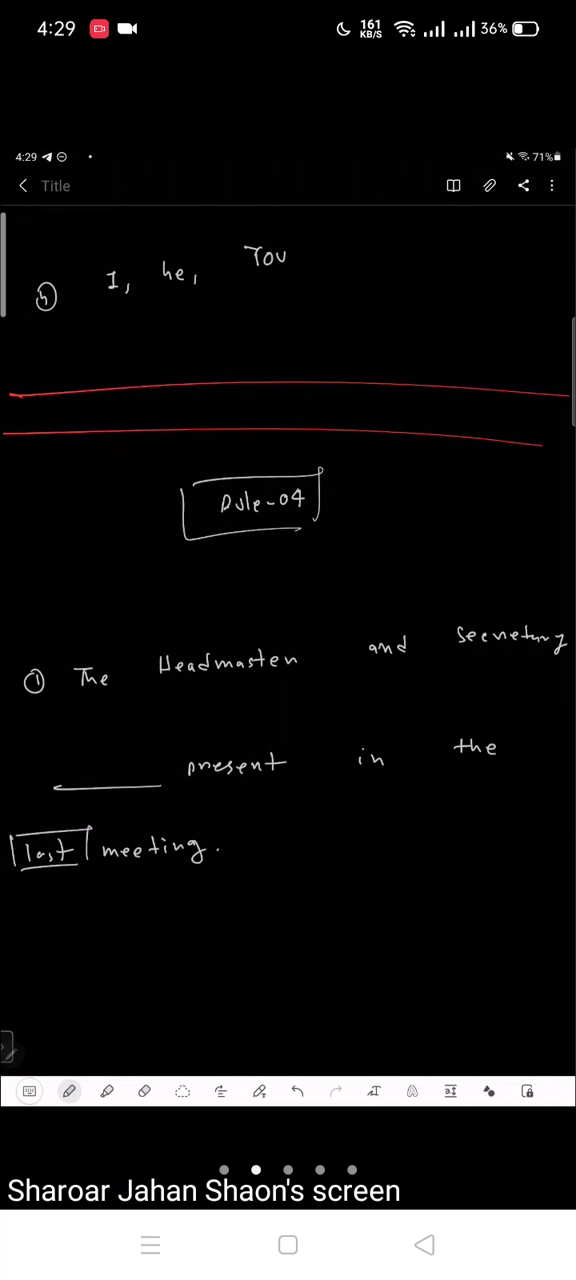 4:29 161 KB/S 36%
4:29 71%
Title
5 I, he, You
Rule-04
① The Headmaster and Secretary
present in the
last meeting.
Sharoar Jahan Shaon's screen